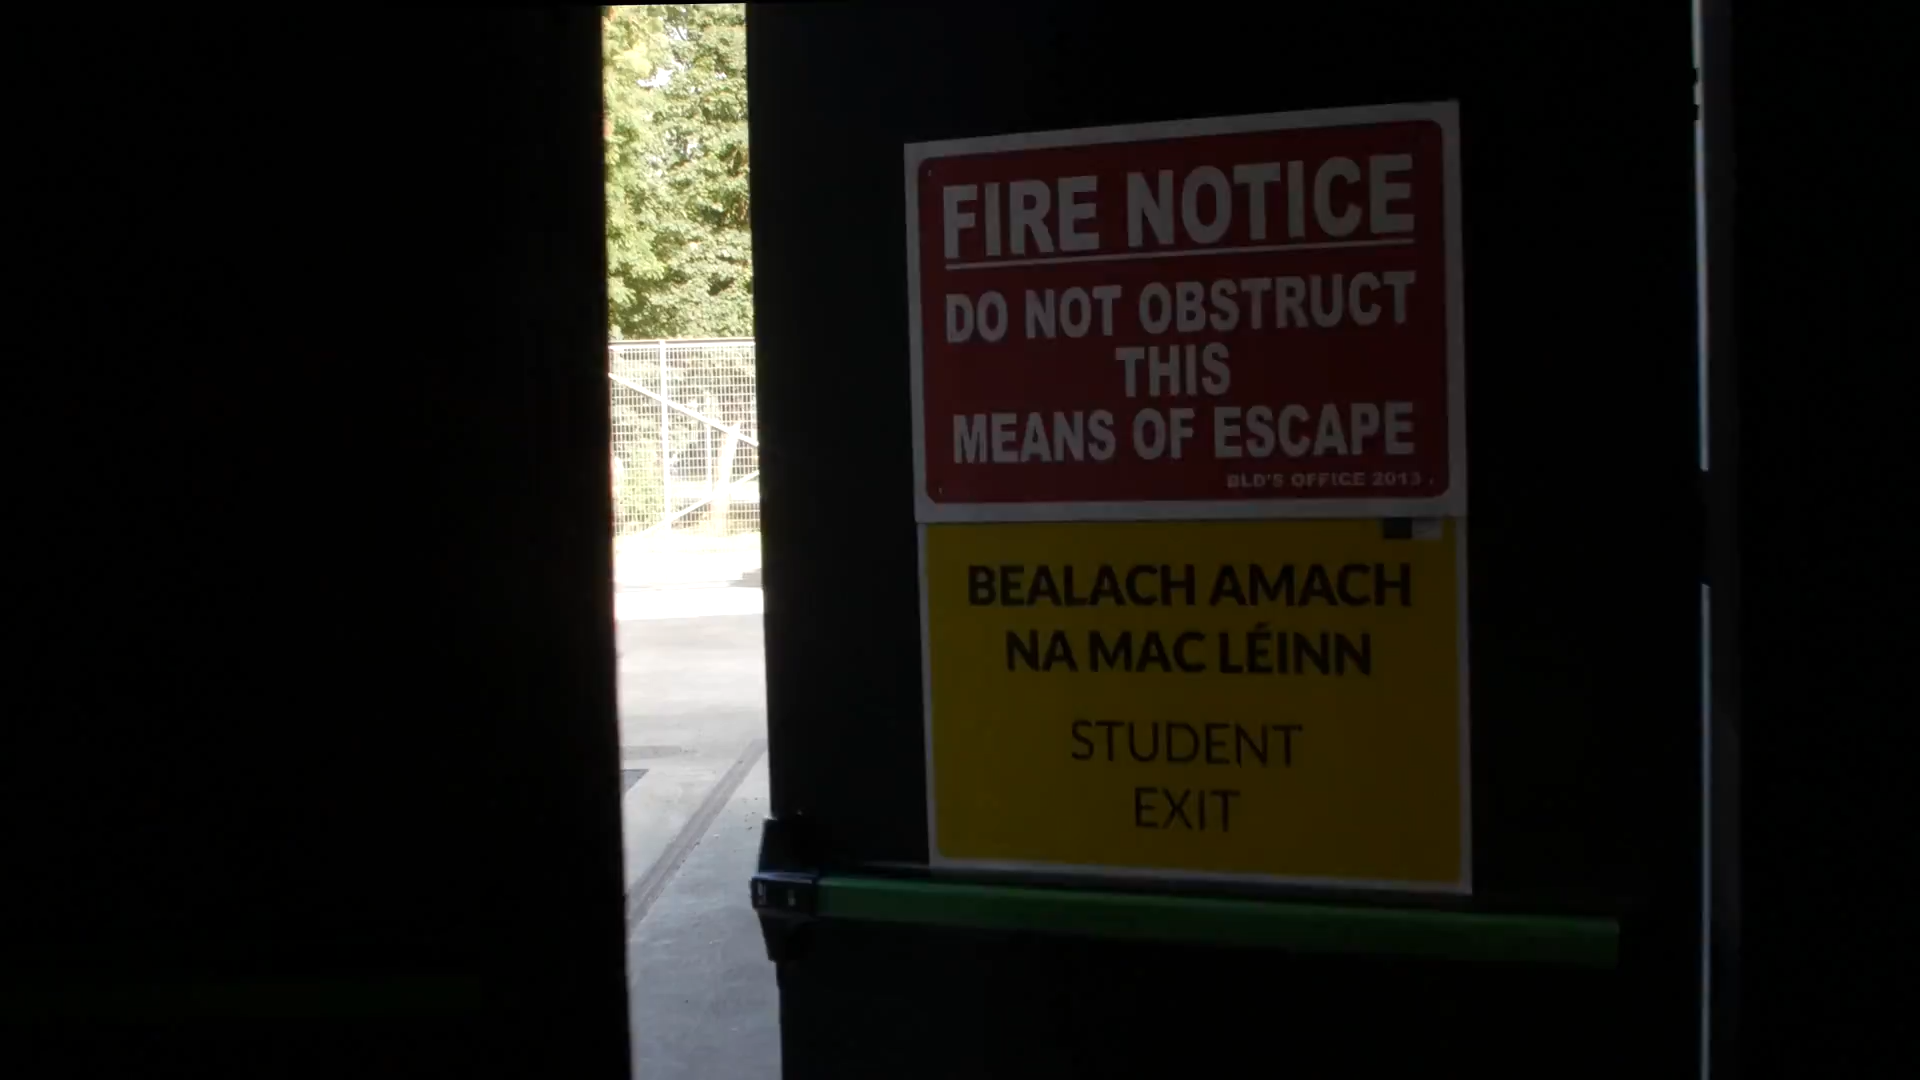 FIRE NOTICE
DO NOT OBSTRUCT
THIS
MEANS OF ESCAPE
BLD'S OFFICE 2013.
BEALACH AMACH
NA MAC LÉINN
STUDENT
EXIT